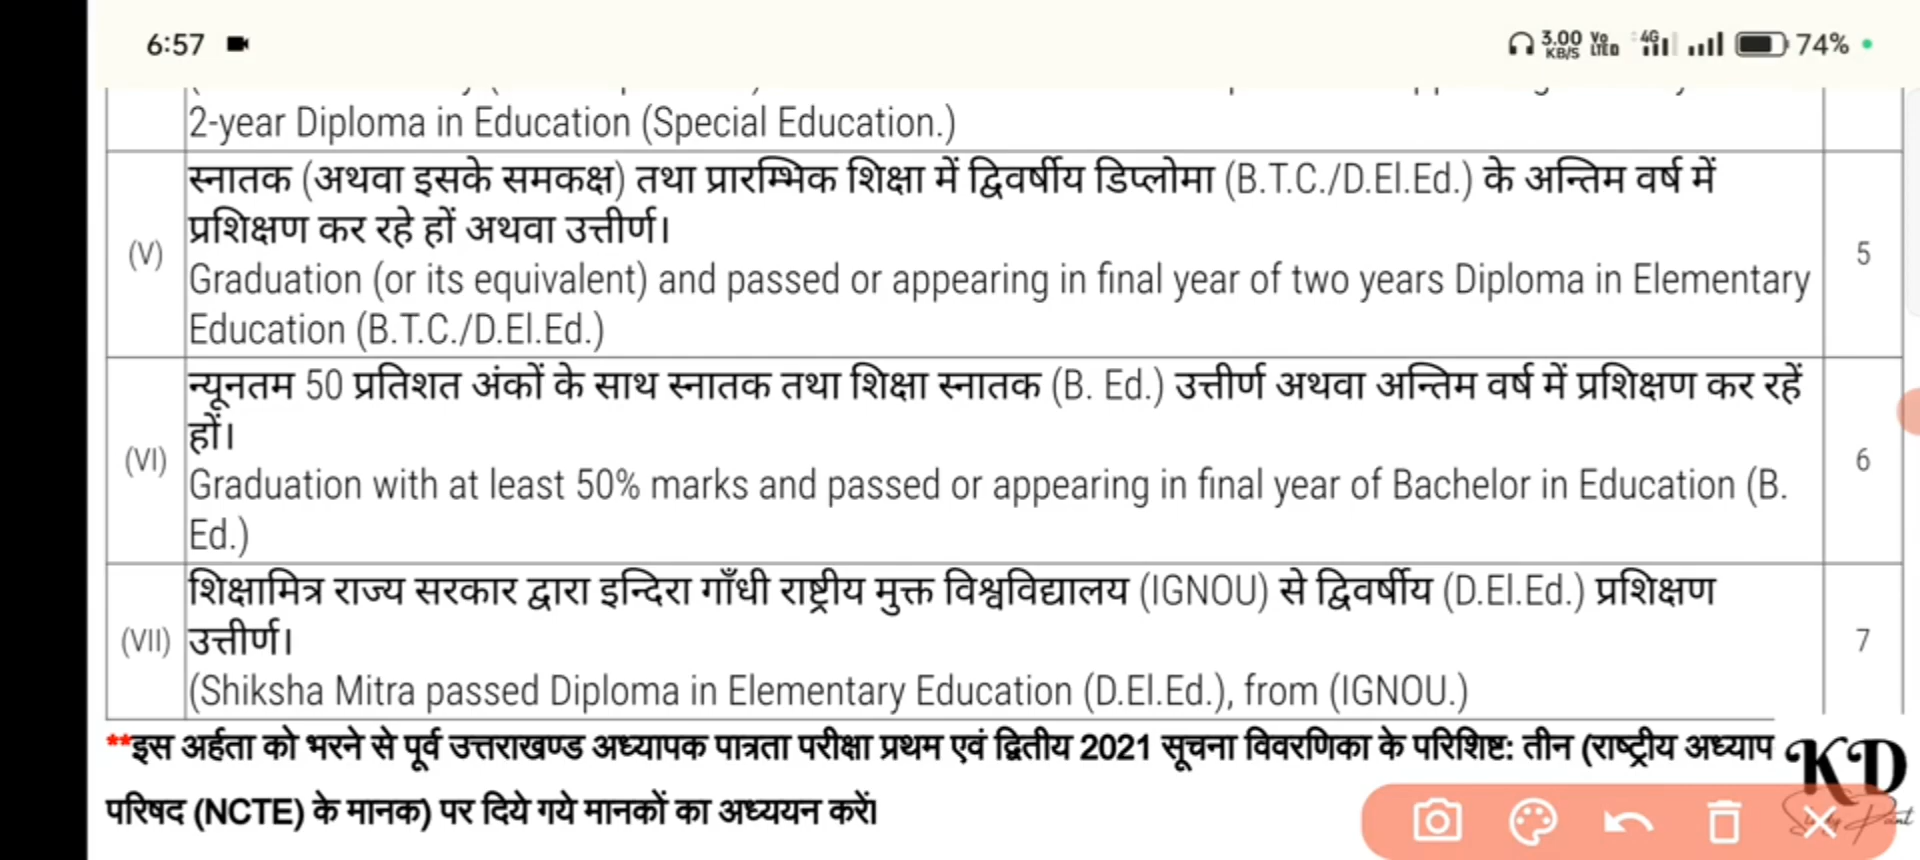 6:57
3.00 KB/S Vo LTE 4G 74%
2-year Diploma in Education (Special Education.)
स्नातक (अथवा इसके समकक्ष) तथा प्रारम्भिक शिक्षा में द्विवर्षीय डिप्लोमा (B.T.C./D.El.Ed.) के अन्तिम वर्ष में
प्रशिक्षण कर रहे हों अथवा उत्तीर्ण।
(V)
5
Graduation (or its equivalent) and passed or appearing in final year of two years Diploma in Elementary
Education (B.T.C./D.El.Ed.)
न्यूनतम 50 प्रतिशत अंकों के साथ स्नातक तथा शिक्षा स्नातक (B. Ed.) उत्तीर्ण अथवा अन्तिम वर्ष में प्रशिक्षण कर रहें
हों।
(VI)
6
Graduation with at least 50% marks and passed or appearing in final year of Bachelor in Education (B.
Ed.)
शिक्षामित्र राज्य सरकार द्वारा इन्दिरा गाँधी राष्ट्रीय मुक्त विश्वविद्यालय (IGNOU) से द्विवर्षीय (D.El.Ed.) प्रशिक्षण
(VII) उत्तीर्ण।
7
(Shiksha Mitra passed Diploma in Elementary Education (D.El.Ed.), from (IGNOU.)
**इस अर्हता को भरने से पूर्व उत्तराखण्ड अध्यापक पात्रता परीक्षा प्रथम एवं द्वितीय 2021 सूचना विवरणिका के परिशिष्ट: तीन (राष्ट्रीय अध्याप
KD
परिषद (NCTE) के मानक) पर दिये गये मानकों का अध्ययन करें।